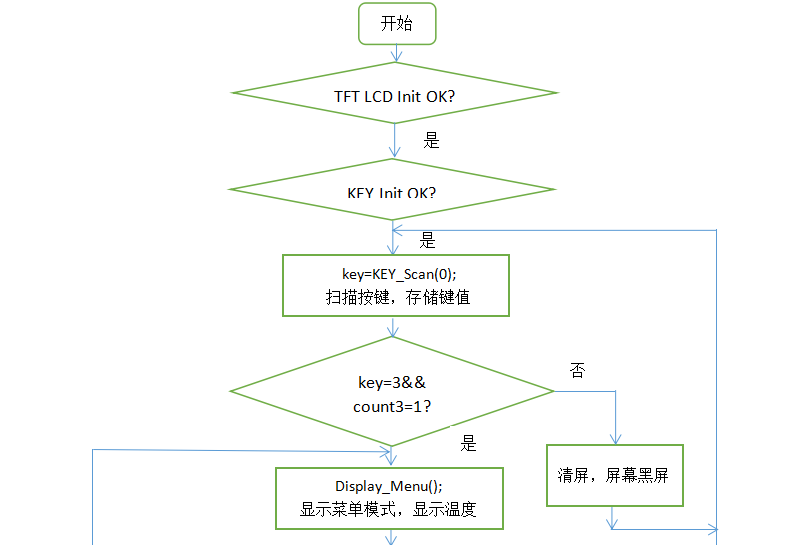 开始
TFT LCD Init OK?
是
KEY Init OK?
是
key=KEY_Scan(0);
扫描按键，存储键值
key=3&&
count3=1?
否
是
Display_Menu();
显示菜单模式，显示温度
清屏，屏幕黑屏